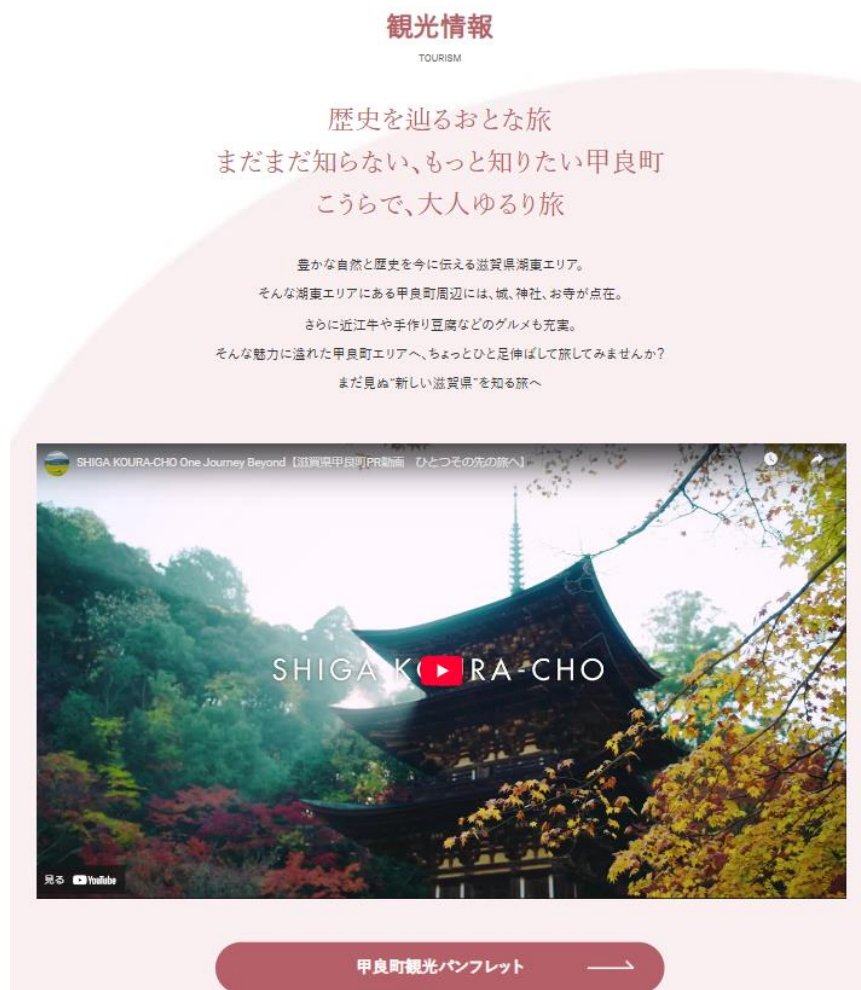 観光情報
TOURISM
歴史を辿るおとな旅
まだまだ知らない、もっと知りたい甲良町
こうらで、大人ゆるり旅
豊かな自然と歴史を今に伝える滋賀県湖東エリア。
そんな湖東エリアにある甲良町周辺には、城、神社、お寺が点在。
さらに近江牛や手作り豆腐などのグルメも充実。
そんな魅力に溢れた甲良町エリアへ、ちょっとひと足伸ばして旅してみませんか?
まだ見ぬ“新しい滋賀県”を知る旅へ
SHIGA KOURA-CHO One Journey Beyond【滋賀県甲良町PR動画 ひとつその先の旅へ】
SHIGA KOURA-CHO
見る YouTube
甲良町観光パンフレット